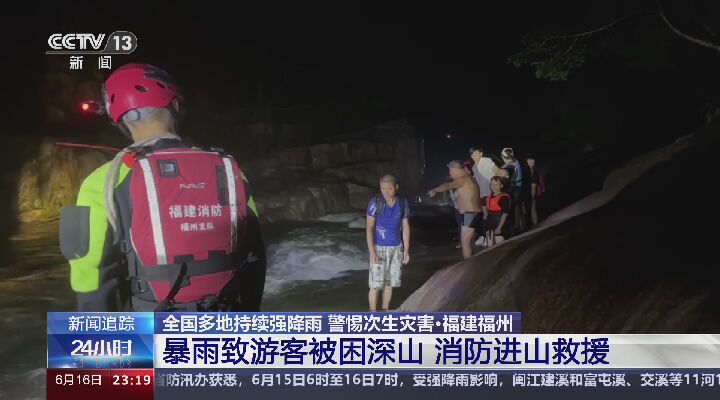 CCTV 13
新闻
福建消防
福州支队
新闻追踪
24小时
全国多地持续强降雨 警惕次生灾害·福建福州
暴雨致游客被困深山 消防进山救援
6月16日 23:19
防汛办获悉，6月15日6时至16日7时，受强降雨影响，闽江建溪和富屯溪、交溪等11河1